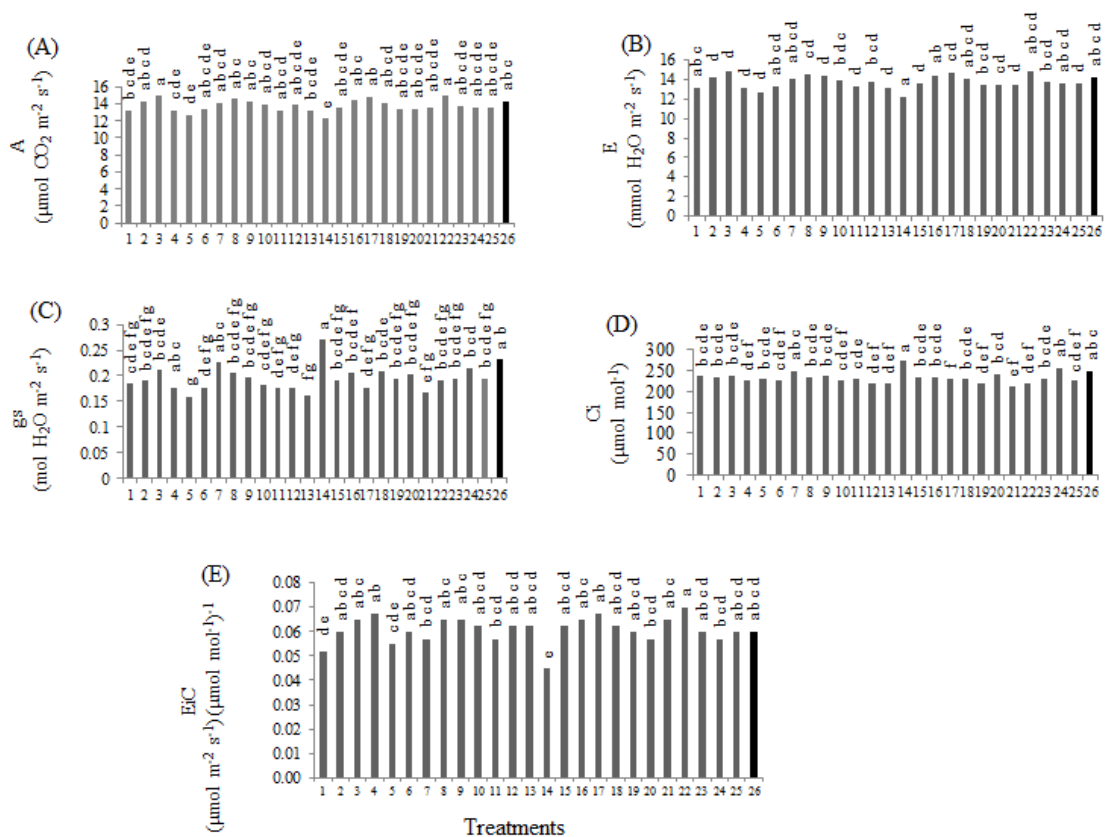 (A)
A
(µmol CO2 m-2 s-1)
16
14
12
10
8
6
4
2
0
b c d e
a b c d
a
c d e
d e
a b c d e
a b c d
a b c
a b c
a b c d
b c d e
e
a b c d e
a b c
a b
a b c d
a b c d e
a b c d e
a b c d e
a
a b c d e
a b c d e
a b c d e
a b c
1 2 3 4 5 6 7 8 9 10 11 12 13 14 15 16 17 18 19 20 21 22 23 24 25 26
(B)
E
(mmol H2O m-2 s-1)
16
14
12
10
8
6
4
2
0
a b c
d
d
d
d
b c d
a b c d
c d
d
b d c
d
b c d
d
a
d
a b
c d
a b c d
b c d
c d
d
a b c d
b c d
a b c d
d
a b c d
1 2 3 4 5 6 7 8 9 10 11 12 13 14 15 16 17 18 19 20 21 22 23 24 25 26
(C)
gs
(mol H2O m-2 s-1)
0.3
0.25
0.2
0.15
0.1
0.05
0
c d e f g
b c d e f g
b c d e
a b c
g
d e f g
a b c
b c d e f g
b c d e f g
c d e f g
d e f g
d e f g
f g
a
b c d e f g
b c d e f
d e f g
b c d e
b c d e f g
b c d e f g
e f g
b c d e f g
b c d e f g
b c d
b c d e f g
a b
1 2 3 4 5 6 7 8 9 10 11 12 13 14 15 16 17 18 19 20 21 22 23 24 25 26
(D)
Ci
(µmol mol-1)
300
250
200
150
100
50
0
b c d e
b c d e
b c d e
d e f
b c d e
c d e f
a b c
b c d e
b c d e
c d e f
c d e
d e f
d e f
a
b c d e
b c d e
f
b c d e
d e f
b c d
e f
d e f
b c d e
a b
c d e f
a b c
1 2 3 4 5 6 7 8 9 10 11 12 13 14 15 16 17 18 19 20 21 22 23 24 25 26
(E)
EiC
(µmol m-2 s-1) (µmol mol-1)-1
0.08
0.07
0.06
0.05
0.04
0.03
0.02
0.01
0.00
d e
a b c d
a b c
a b
c d e
a b c d
b c d
a b c
a b c
a b c d
b c d
a b c d
a b c d
e
a b c d
a b c
a b
a b c d
a b c d
b c d
a b c
a
a b c d
b c d
a b c d
a b c d
1 2 3 4 5 6 7 8 9 10 11 12 13 14 15 16 17 18 19 20 21 22 23 24 25 26
Treatments